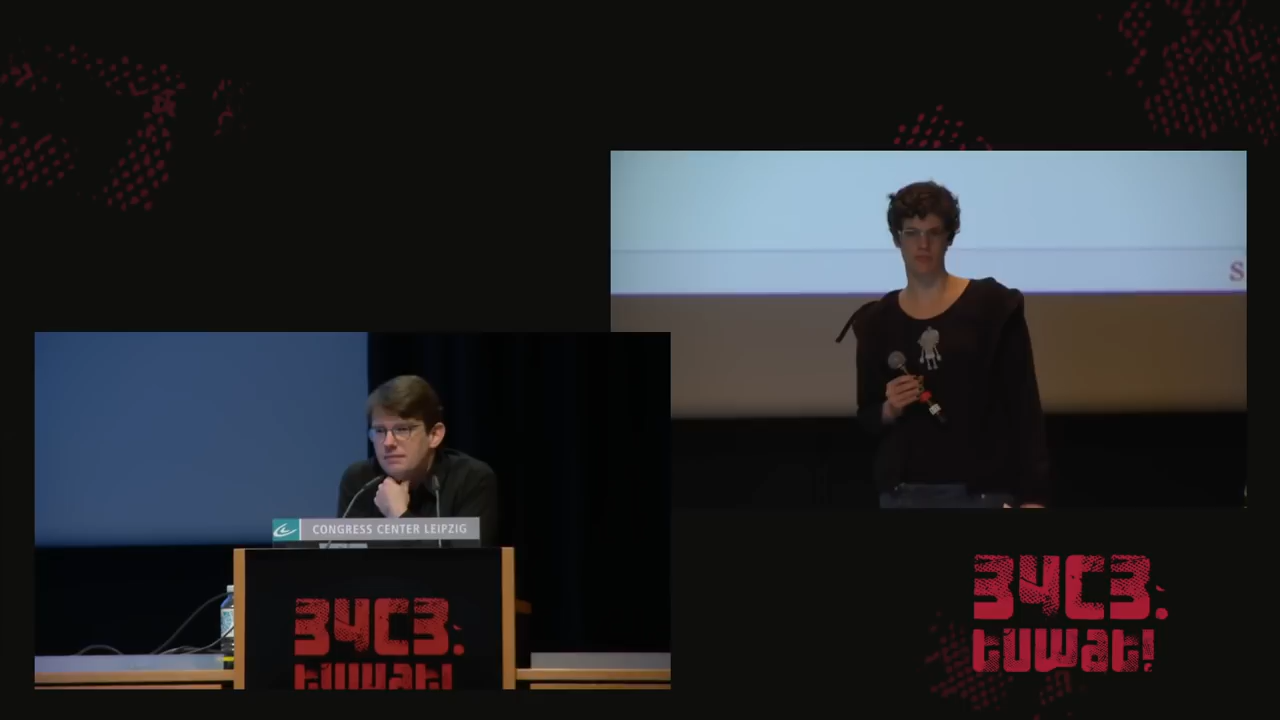 S
CONGRESS CENTER LEIPZIG
34C3.
tuwat!
34C3.
tuwat!